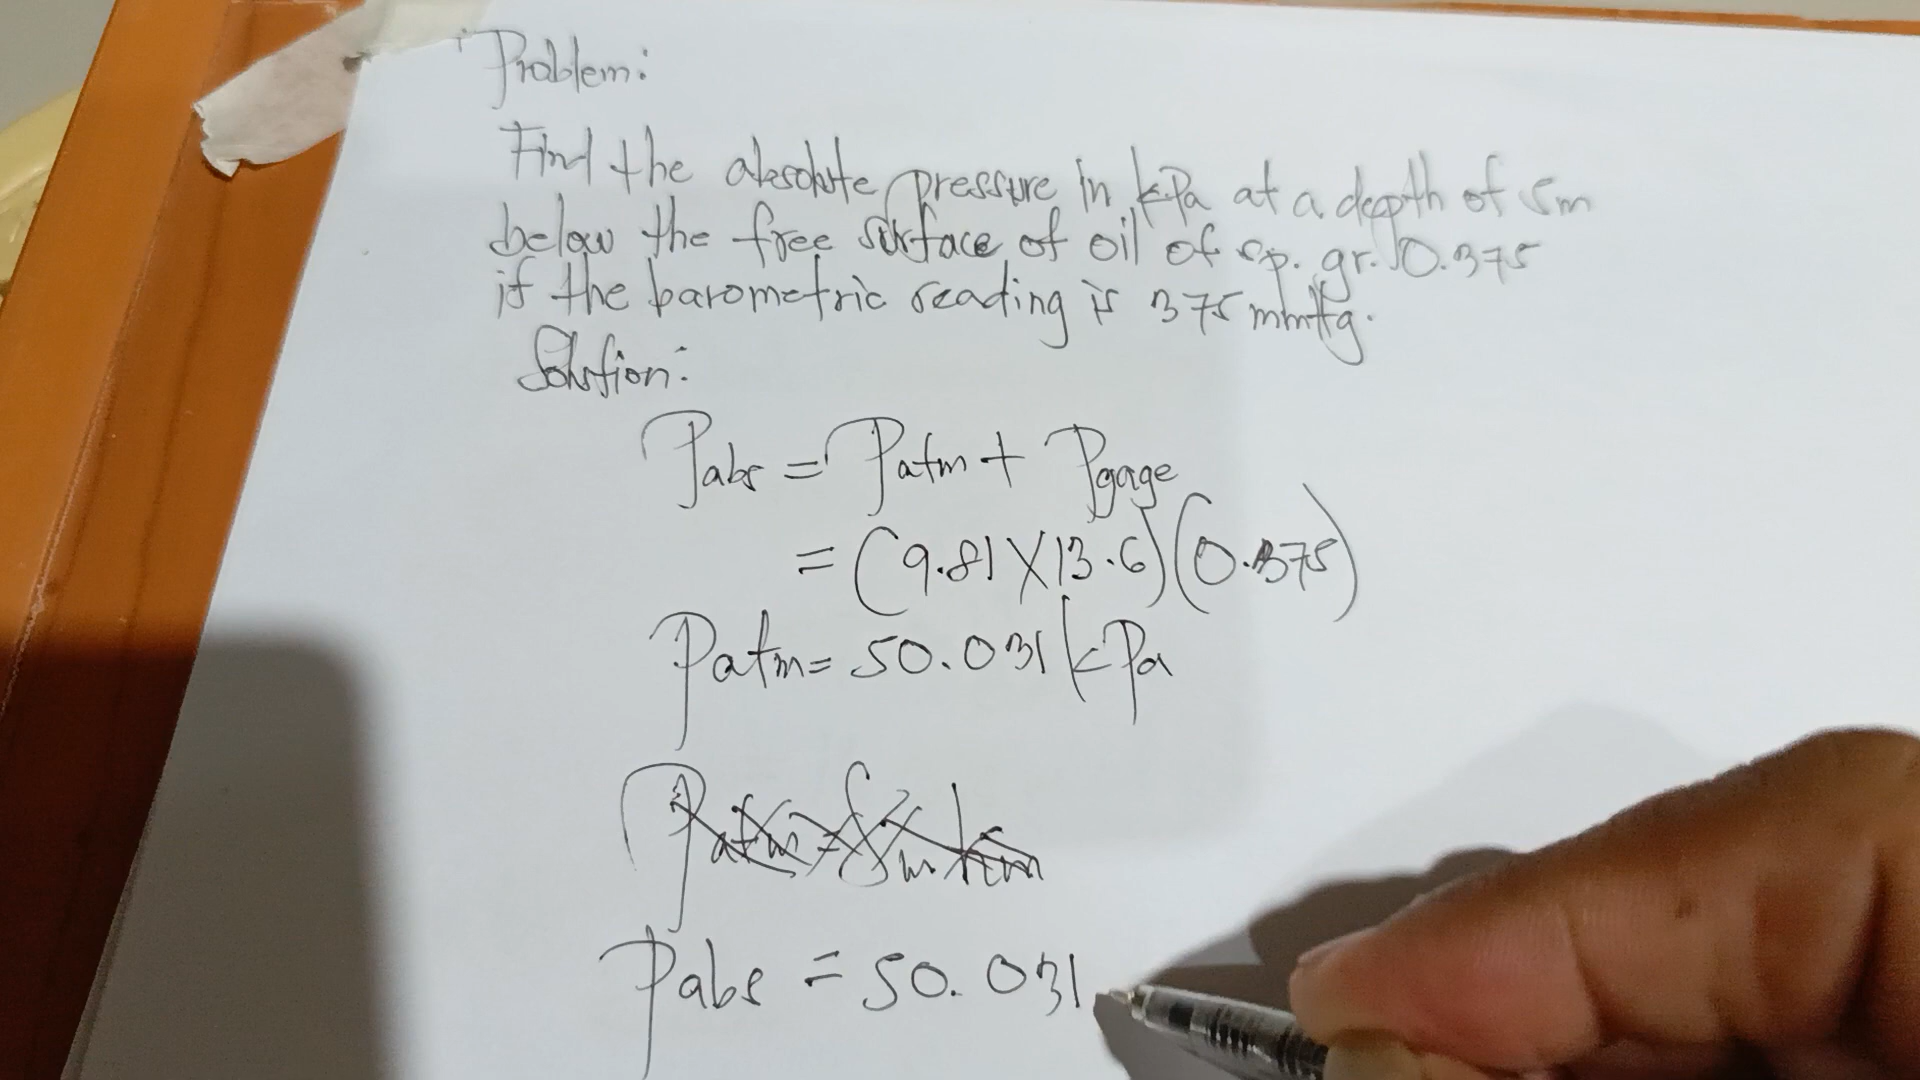 Problem:
Find the absolute pressure in kPa at a depth of 5m
below the free surface of oil of sp. gr. 0.375
if the barometric reading is 375 mmHg.
Solution:
Pabs = Patm + Pgage
= (9.81 X 13.6)(0.375)
Patm = 50.031 kPa
Pabs = 50.031